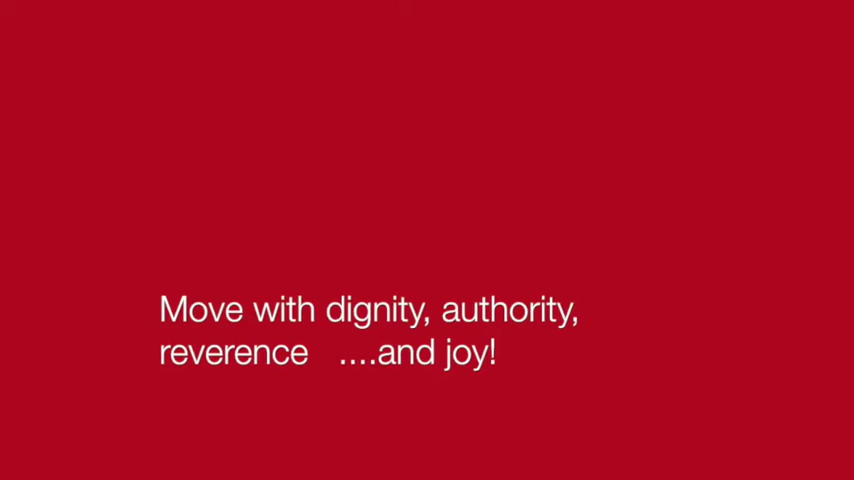 Move with dignity, authority,
reverence ....and joy!